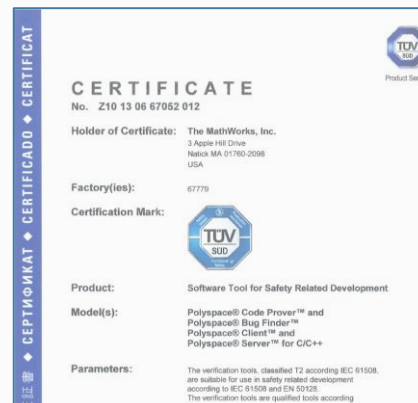 TÜV
SÜD
Product Ser
CERTIFICATE
No. Z10 13 06 67052 012
Holder of Certificate: The MathWorks, Inc.
3 Apple Hill Drive
Natick MA 01760-2098
USA
Factory(ies): 67779
Certification Mark:
TÜV
SÜD
Product: Software Tool for Safety Related Development
Model(s): Polyspace® Code Prover™ and
Polyspace® Bug Finder™
Polyspace® Client™ and
Polyspace® Server™ for C/C++
Parameters: The verification tools, classified T2 according IEC 61508,
are suitable for use in safety related development
according to IEC 61508 and EN 50128.
The verification tools are qualified tools according
◆ СЕРТИФИКАТ ◆ CERTIFICADO ◆ CERTIFICAT